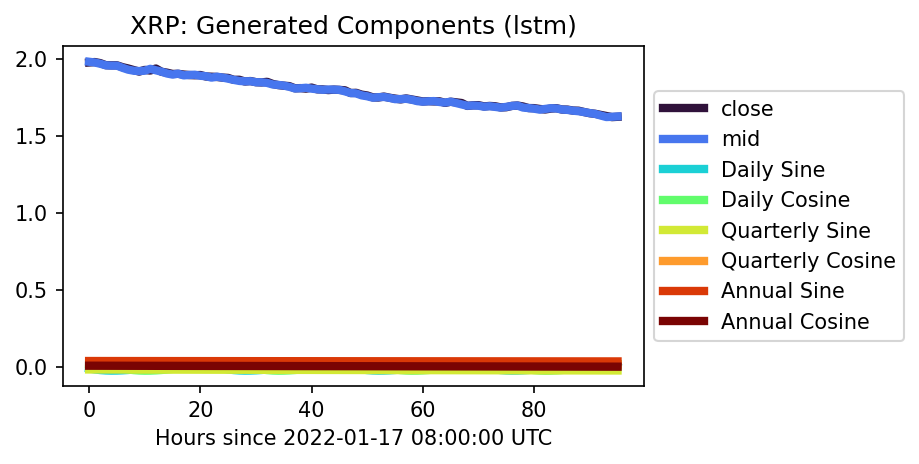 XRP: Generated Components (lstm)
2.0
1.5
1.0
0.5
0.0
0 20 40 60 80
Hours since 2022-01-17 08:00:00 UTC
close
mid
Daily Sine
Daily Cosine
Quarterly Sine
Quarterly Cosine
Annual Sine
Annual Cosine